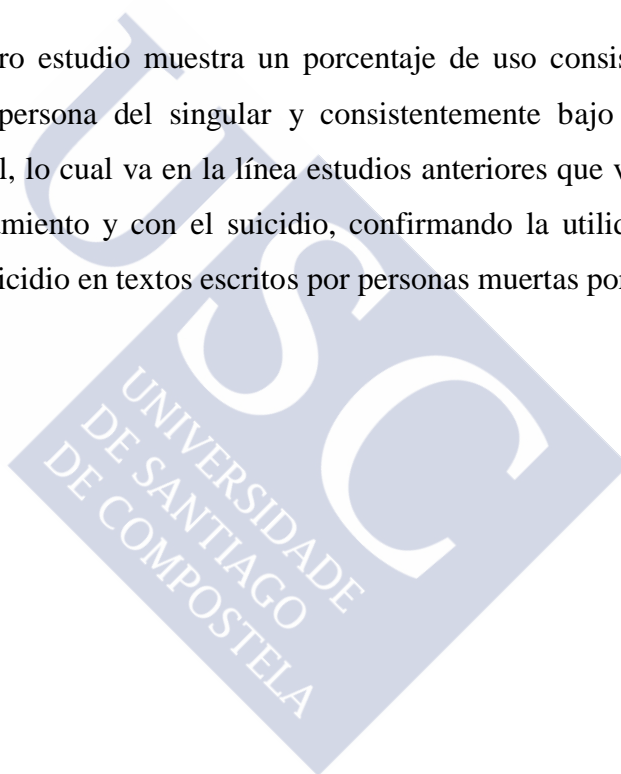 ro estudio muestra un porcentaje de uso consis
persona del singular y consistentemente bajo
l, lo cual va en la línea estudios anteriores que v
amiento y con el suicidio, confirmando la utilid
icidio en textos escritos por personas muertas por
USC
UNIVERSIDADE
DE SANTIAGO
DE COMPOSTELA